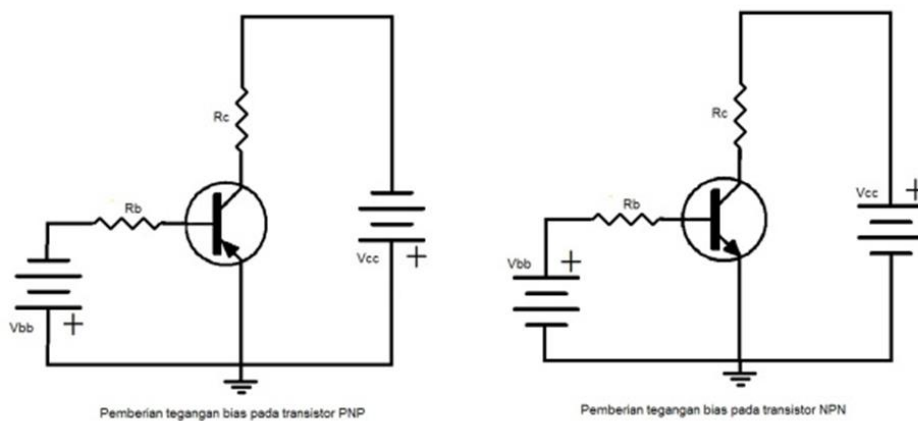 Rc
Rb
Vcc
+
Vbb
+
Pemberian tegangan bias pada transistor PNP
Rc
Rb
Vcc
+
Vbb
+
Pemberian tegangan bias pada transistor NPN